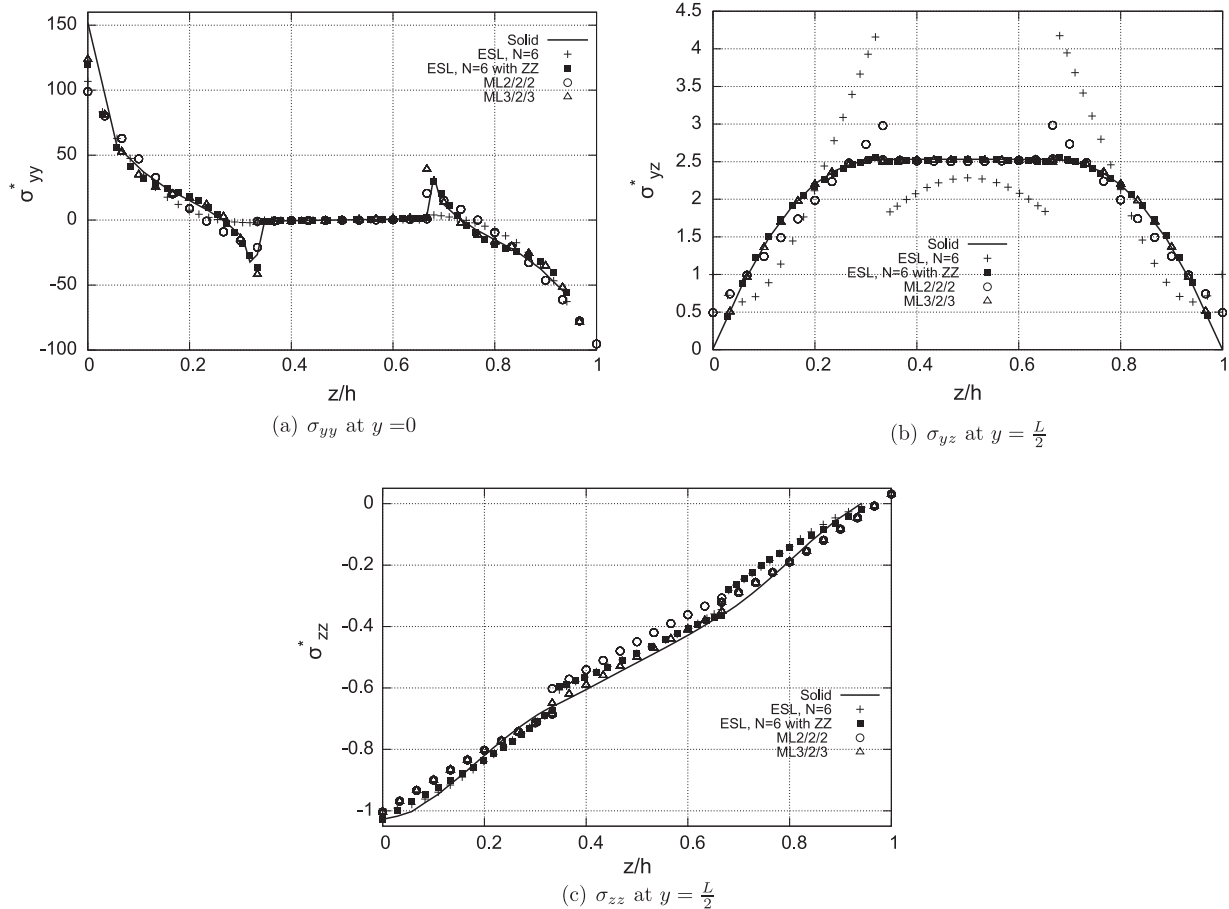 150
100
50
0
-50
-100
σ*yy
0
0.2
0.4
0.6
0.8
1
z/h
Solid
ESL, N=6
ESL, N=6 with ZZ
ML2/2/2
ML3/2/3
(a) σyy at y =0
4.5
4
3.5
3
2.5
2
1.5
1
0.5
0
σ*yz
0
0.2
0.4
0.6
0.8
1
z/h
Solid
ESL, N=6
ESL, N=6 with ZZ
ML2/2/2
ML3/2/3
(b) σyz at y = L/2
0
-0.2
-0.4
-0.6
-0.8
-1
σ*zz
0
0.2
0.4
0.6
0.8
1
z/h
Solid
ESL, N=6
ESL, N=6 with ZZ
ML2/2/2
ML3/2/3
(c) σzz at y = L/2